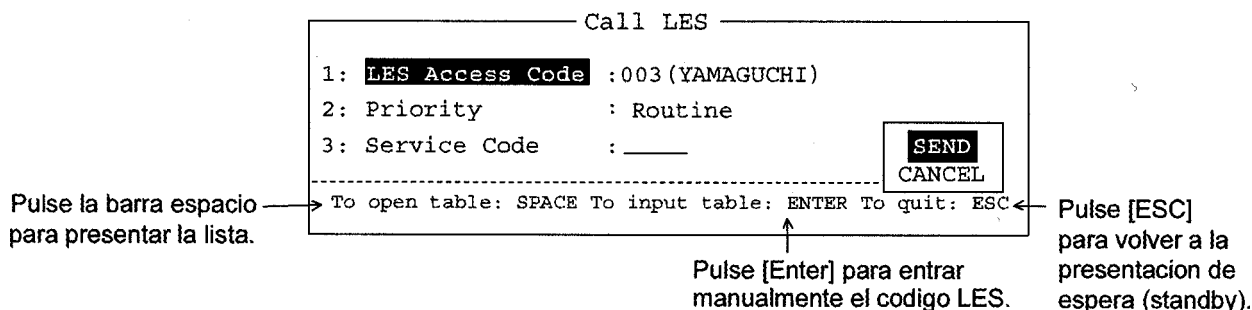 Call LES
1: LES Access Code :003(YAMAGUCHI)
2: Priority : Routine
3: Service Code :_____
SEND
CANCEL
To open table: SPACE To input table: ENTER To quit: ESC
Pulse la barra espacio
para presentar la lista.
Pulse [Enter] para entrar
manualmente el codigo LES.
Pulse [ESC]
para volver a la
presentacion de
espera (standby).